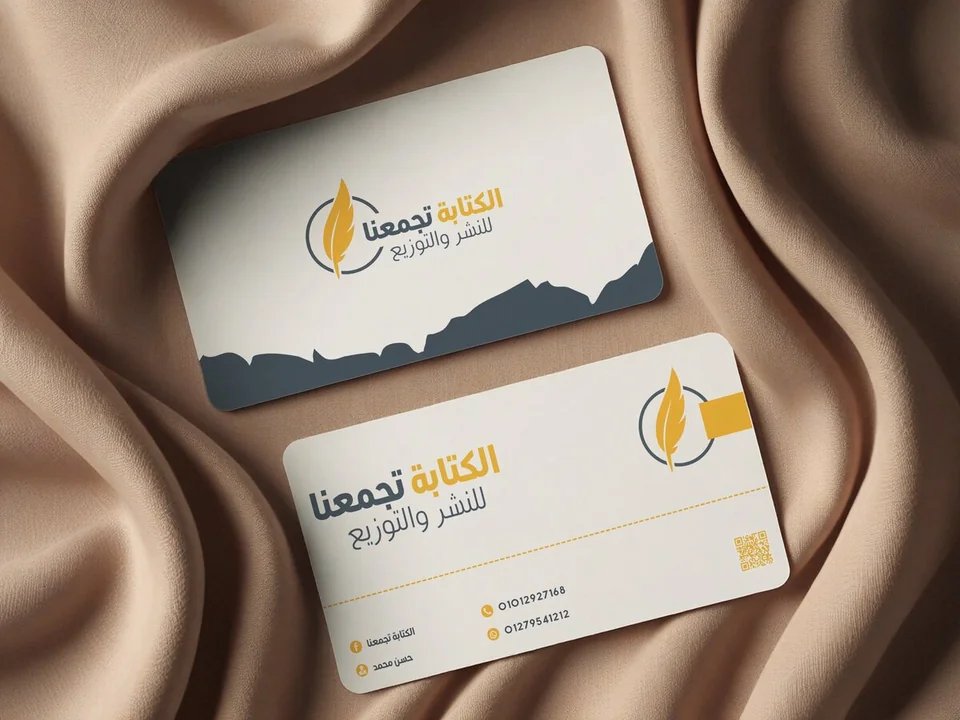 الكتابة تجمعنا
للنشر والتوزيع
الكتابة تجمعنا
للنشر والتوزيع
الكتابة تجمعنا
حسن محمد
01012927168
01279541212